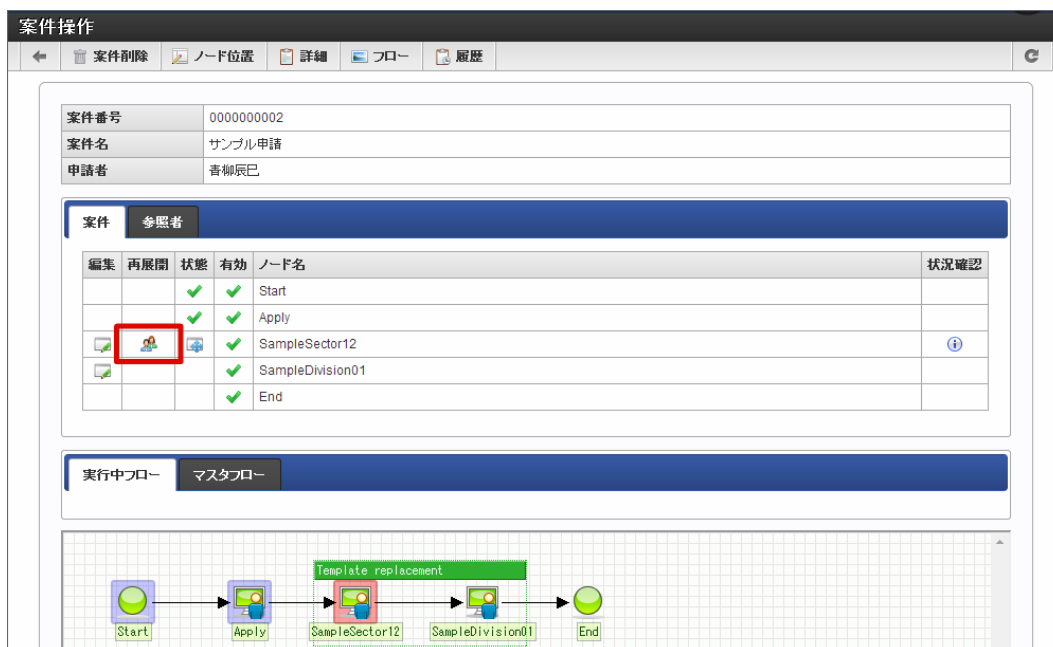 案件操作
案件削除 ノード位置 詳細 フロー 履歴
案件番号 0000000002
案件名 サンプル申請
申請者 青柳辰巳
案件 参照者
編集 再展開 状態 有効 ノード名 状況確認
Start
Apply
SampleSector12
SampleDivision01
End
実行中フロー マスタフロー
Template replacement
Start Apply SampleSector12 SampleDivision01 End